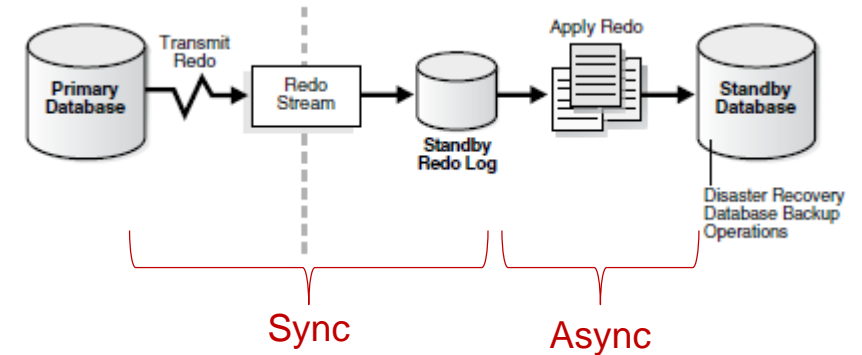 Primary
Database
Transmit
Redo
Redo
Stream
Standby
Redo Log
Apply Redo
Standby
Database
Disaster Recovery
Database Backup
Operations
Sync
Async